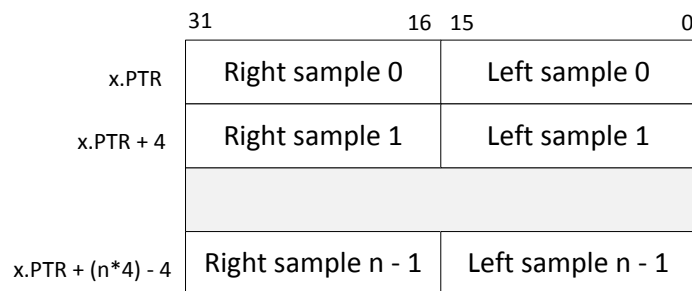 31 16 15 0
x.PTR Right sample 0 Left sample 0
x.PTR + 4 Right sample 1 Left sample 1
x.PTR + (n*4) - 4 Right sample n - 1 Left sample n - 1